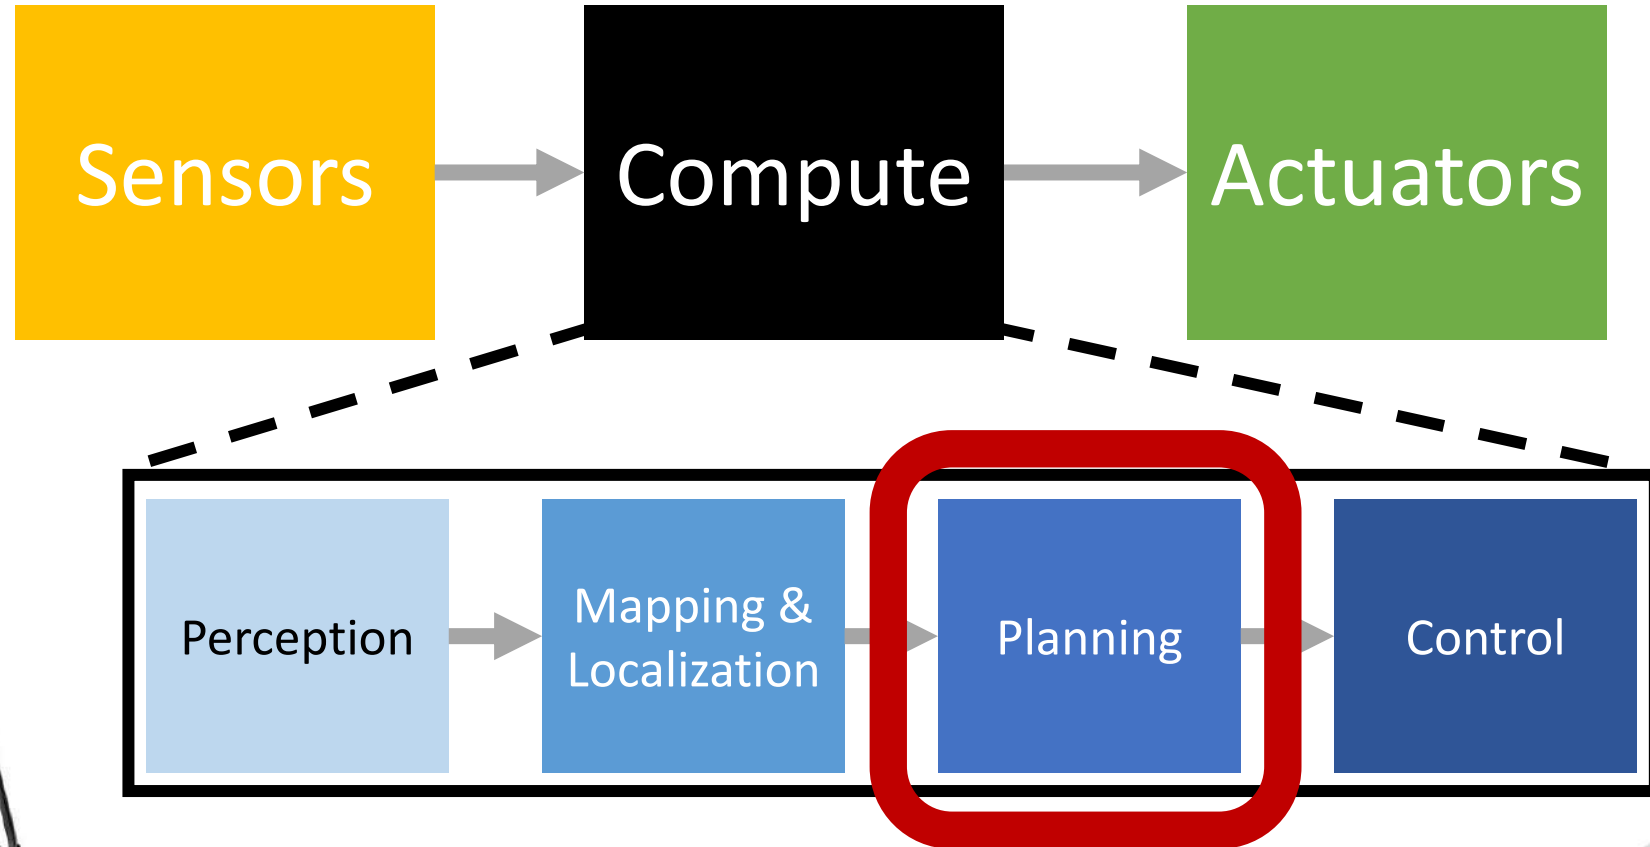 Sensors
Compute
Actuators
Perception
Mapping &
Localization
Planning
Control